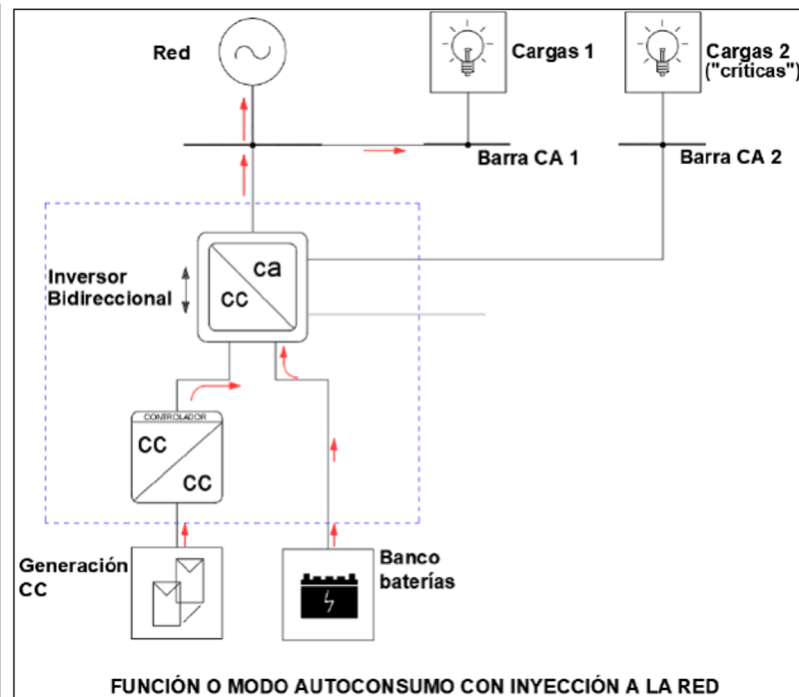 Red
Cargas 1
Cargas 2
("críticas")
Barra CA 1
Barra CA 2
Inversor
Bidireccional
ca
CC
CONTROLADOR
CC
CC
Generación
CC
Banco
baterías
FUNCIÓN O MODO AUTOCONSUMO CON INYECCIÓN A LA RED